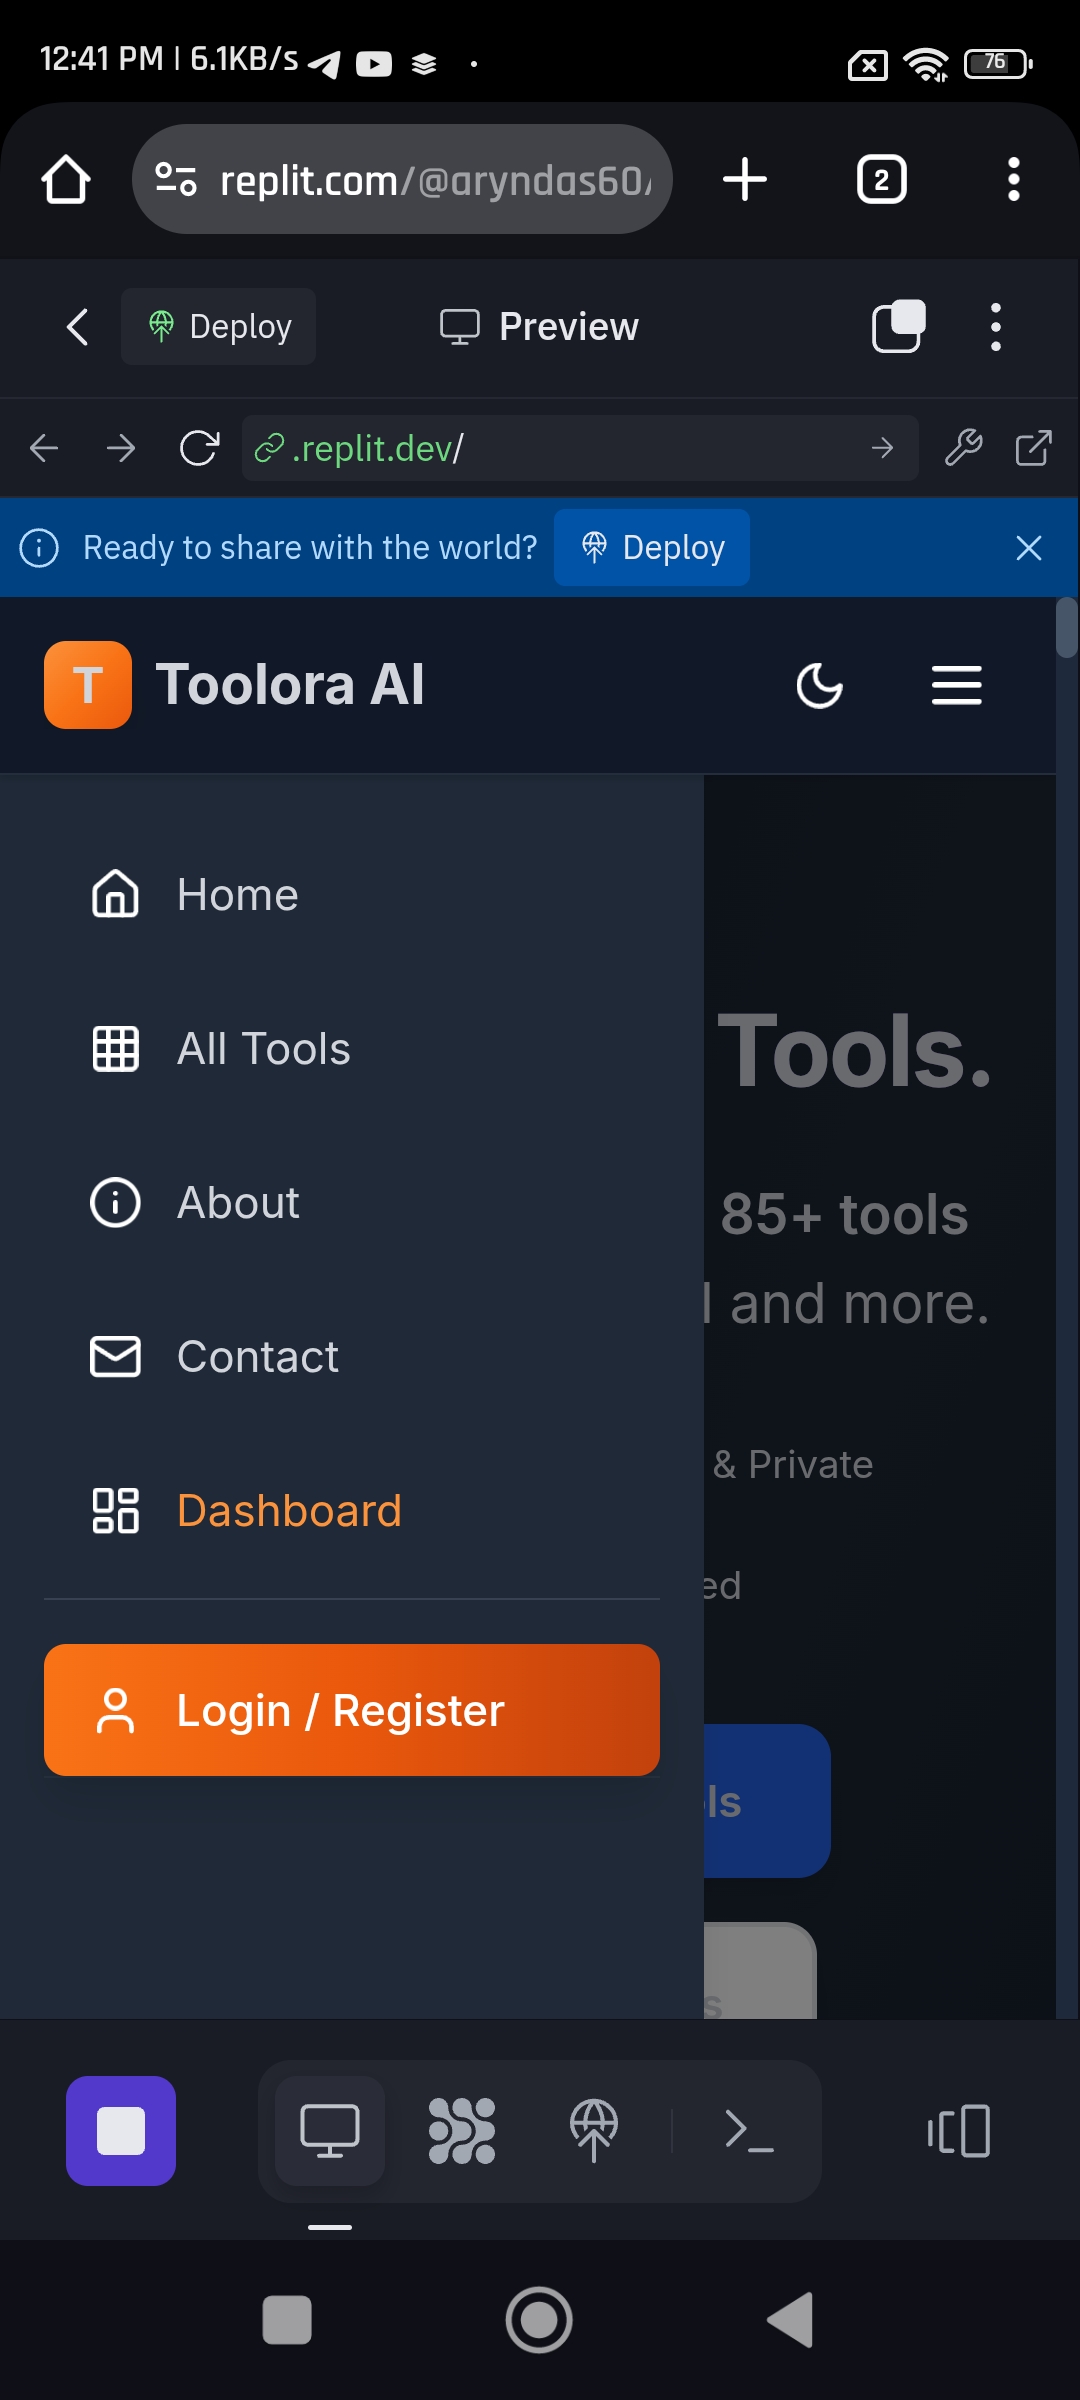 12:41 PM | 6.1KB/s
76
replit.com/@aryndas60/
2
Deploy
Preview
.replit.dev/
Ready to share with the world?
Deploy
T
Toolora AI
Home
All Tools
Tools.
About
85+ tools
and more.
Contact
& Private
Dashboard
ed
Login / Register
ls
s